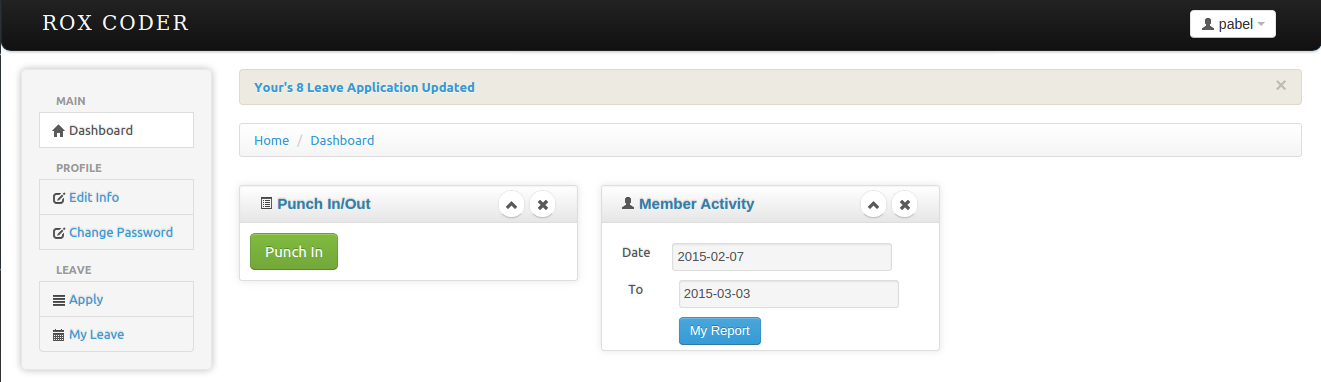 ROX CODER
pabel
MAIN
Dashboard
PROFILE
Edit Info
Change Password
LEAVE
Apply
My Leave
Your's 8 Leave Application Updated
×
Home / Dashboard
Punch In/Out
Punch In
Member Activity
Date 2015-02-07
To 2015-03-03
My Report